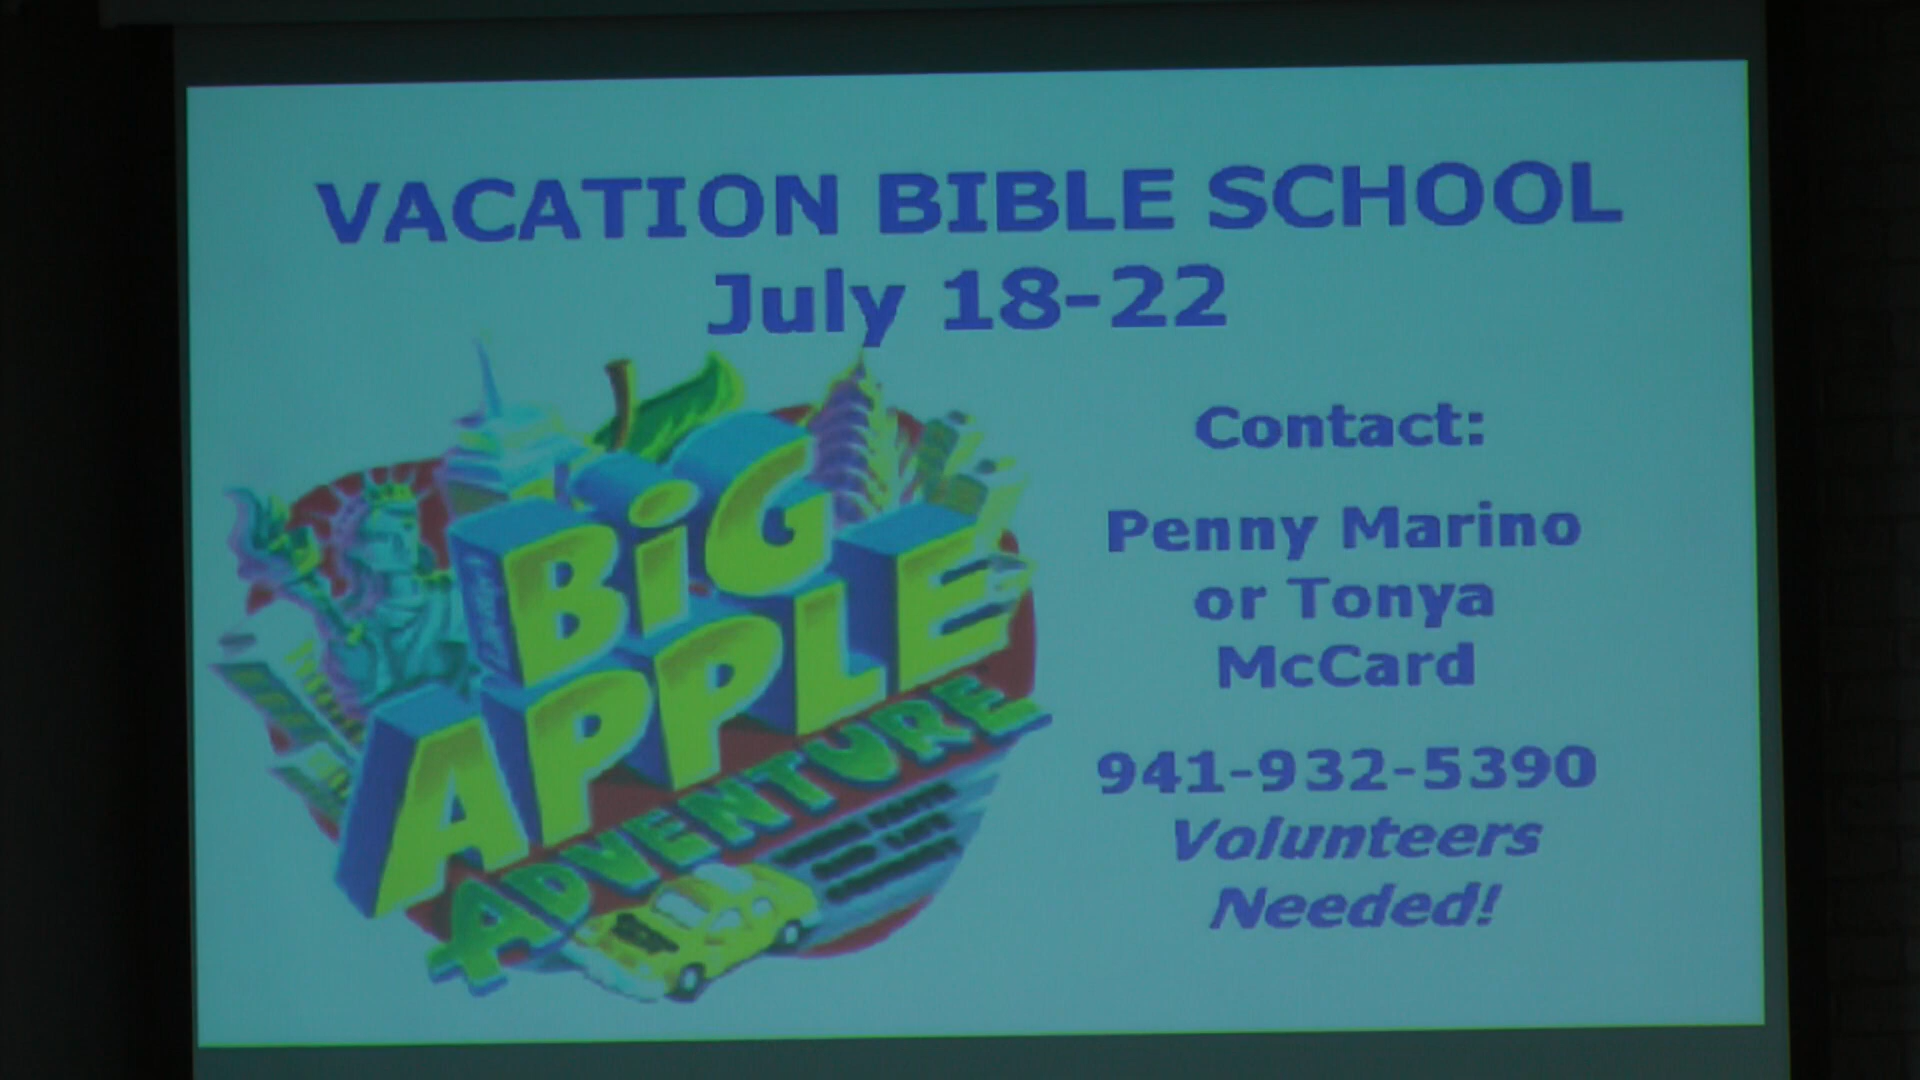 VACATION BIBLE SCHOOL
July 18-22
BiG
APPLE
ADVENTURE
Contact:
Penny Marino
or Tonya
McCard
941-932-5390
Volunteers
Needed!